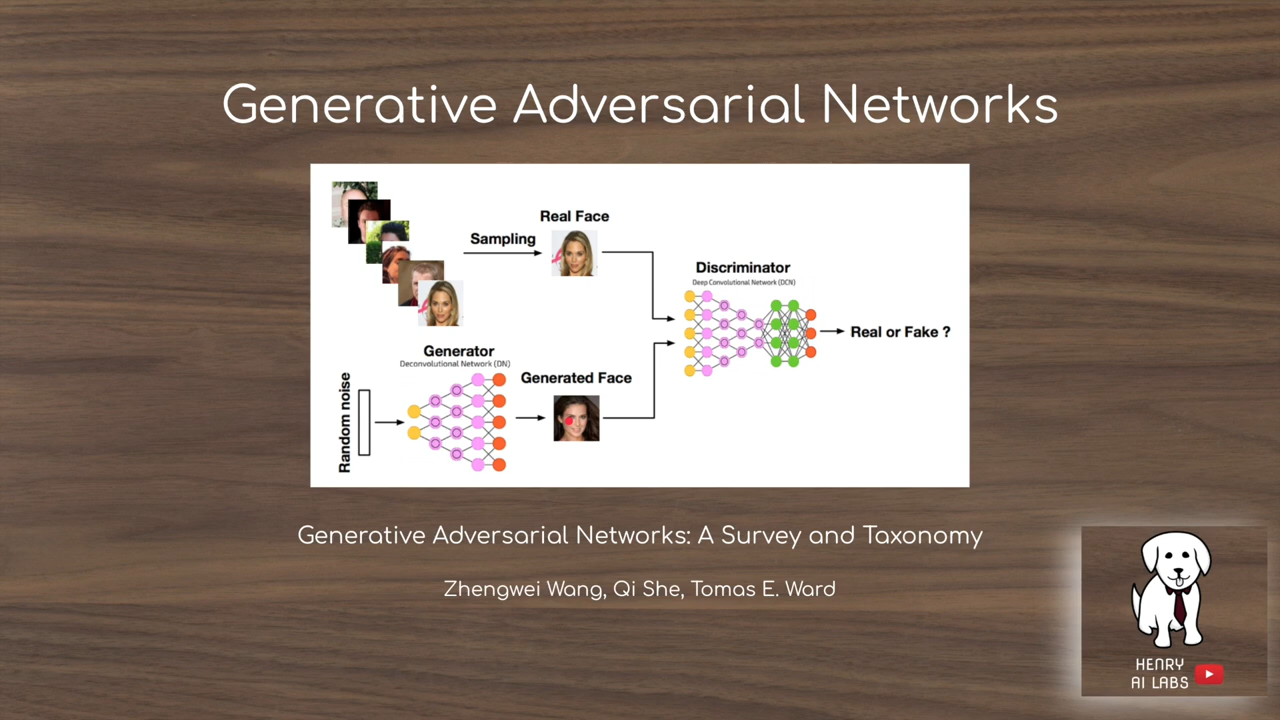 Generative Adversarial Networks
Real Face
Sampling
Discriminator
Deep Convolutional Network (DCN)
Real or Fake ?
Generator
Deconvolutional Network (DN)
Generated Face
Random noise
Generative Adversarial Networks: A Survey and Taxonomy
Zhengwei Wang, Qi She, Tomas E. Ward
HENRY
AI LABS